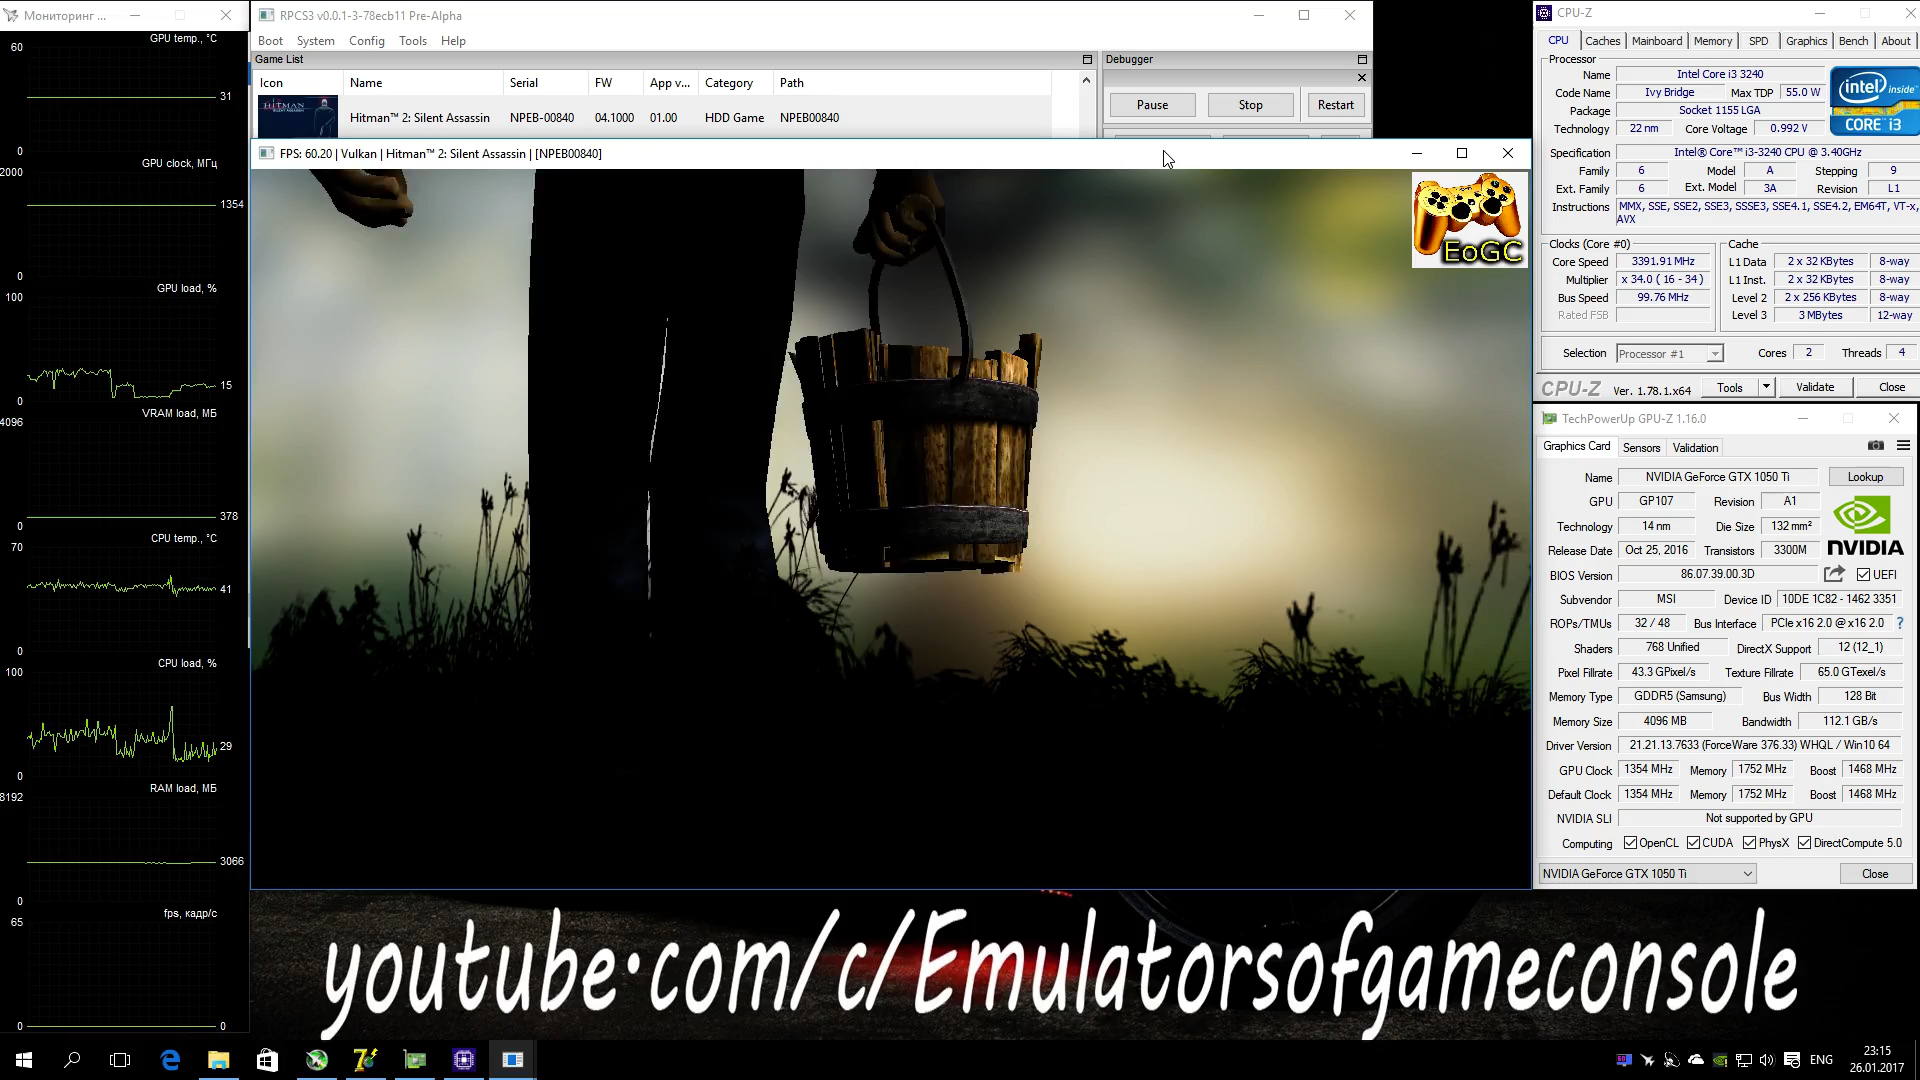 Мониторинг ...
GPU temp., °C
60
31
0
GPU clock, МГц
2000
1354
0
GPU load, %
100
15
0
VRAM load, МБ
4096
378
0
CPU temp., °C
70
41
0
CPU load, %
100
29
0
RAM load, МБ
8192
3066
0
fps, кадр/с
65
0
0
RPCS3 v0.0.1-3-78ecb11 Pre-Alpha
Boot System Config Tools Help
Game List
Icon Name Serial FW App v... Category Path
HITMAN
Hitman™ 2: Silent Assassin NPEB-00840 04.1000 01.00 HDD Game NPEB00840
Debugger
Pause Stop Restart
FPS: 60.20 | Vulkan | Hitman™ 2: Silent Assassin | [NPEB00840]
EoGC
CPU-Z
CPU Caches Mainboard Memory SPD Graphics Bench About
Processor
Name Intel Core i3 3240
Code Name Ivy Bridge Max TDP 55.0 W
Package Socket 1155 LGA
Technology 22 nm Core Voltage 0.992 V
intel inside™
CORE i3
Specification Intel® Core™ i3-3240 CPU @ 3.40GHz
Family 6 Model A Stepping 9
Ext. Family 6 Ext. Model 3A Revision L1
Instructions MMX, SSE, SSE2, SSE3, SSSE3, SSE4.1, SSE4.2, EM64T, VT-x,
AVX
Clocks (Core #0)
Core Speed 3391.91 MHz
Multiplier x 34.0 ( 16 - 34 )
Bus Speed 99.76 MHz
Rated FSB
Cache
L1 Data 2 x 32 KBytes 8-way
L1 Inst. 2 x 32 KBytes 8-way
Level 2 2 x 256 KBytes 8-way
Level 3 3 MBytes 12-way
Selection Processor #1 Cores 2 Threads 4
CPU-Z Ver. 1.78.1.x64 Tools Validate Close
TechPowerUp GPU-Z 1.16.0
Graphics Card Sensors Validation
Name NVIDIA GeForce GTX 1050 Ti Lookup
GPU GP107 Revision A1
Technology 14 nm Die Size 132 mm²
Release Date Oct 25, 2016 Transistors 3300M
NVIDIA
BIOS Version 86.07.39.00.3D UEFI
Subvendor MSI Device ID 10DE 1C82 - 1462 3351
ROPs/TMUs 32 / 48 Bus Interface PCIe x16 2.0 @ x16 2.0 ?
Shaders 768 Unified DirectX Support 12 (12_1)
Pixel Fillrate 43.3 GPixel/s Texture Fillrate 65.0 GTexel/s
Memory Type GDDR5 (Samsung) Bus Width 128 Bit
Memory Size 4096 MB Bandwidth 112.1 GB/s
Driver Version 21.21.13.7633 (ForceWare 376.33) WHQL / Win10 64
GPU Clock 1354 MHz Memory 1752 MHz Boost 1468 MHz
Default Clock 1354 MHz Memory 1752 MHz Boost 1468 MHz
NVIDIA SLI Not supported by GPU
Computing OpenCL CUDA PhysX DirectCompute 5.0
NVIDIA GeForce GTX 1050 Ti Close
youtube.com/c/Emulatorsofgameconsole
ENG
23:15
26.01.2017